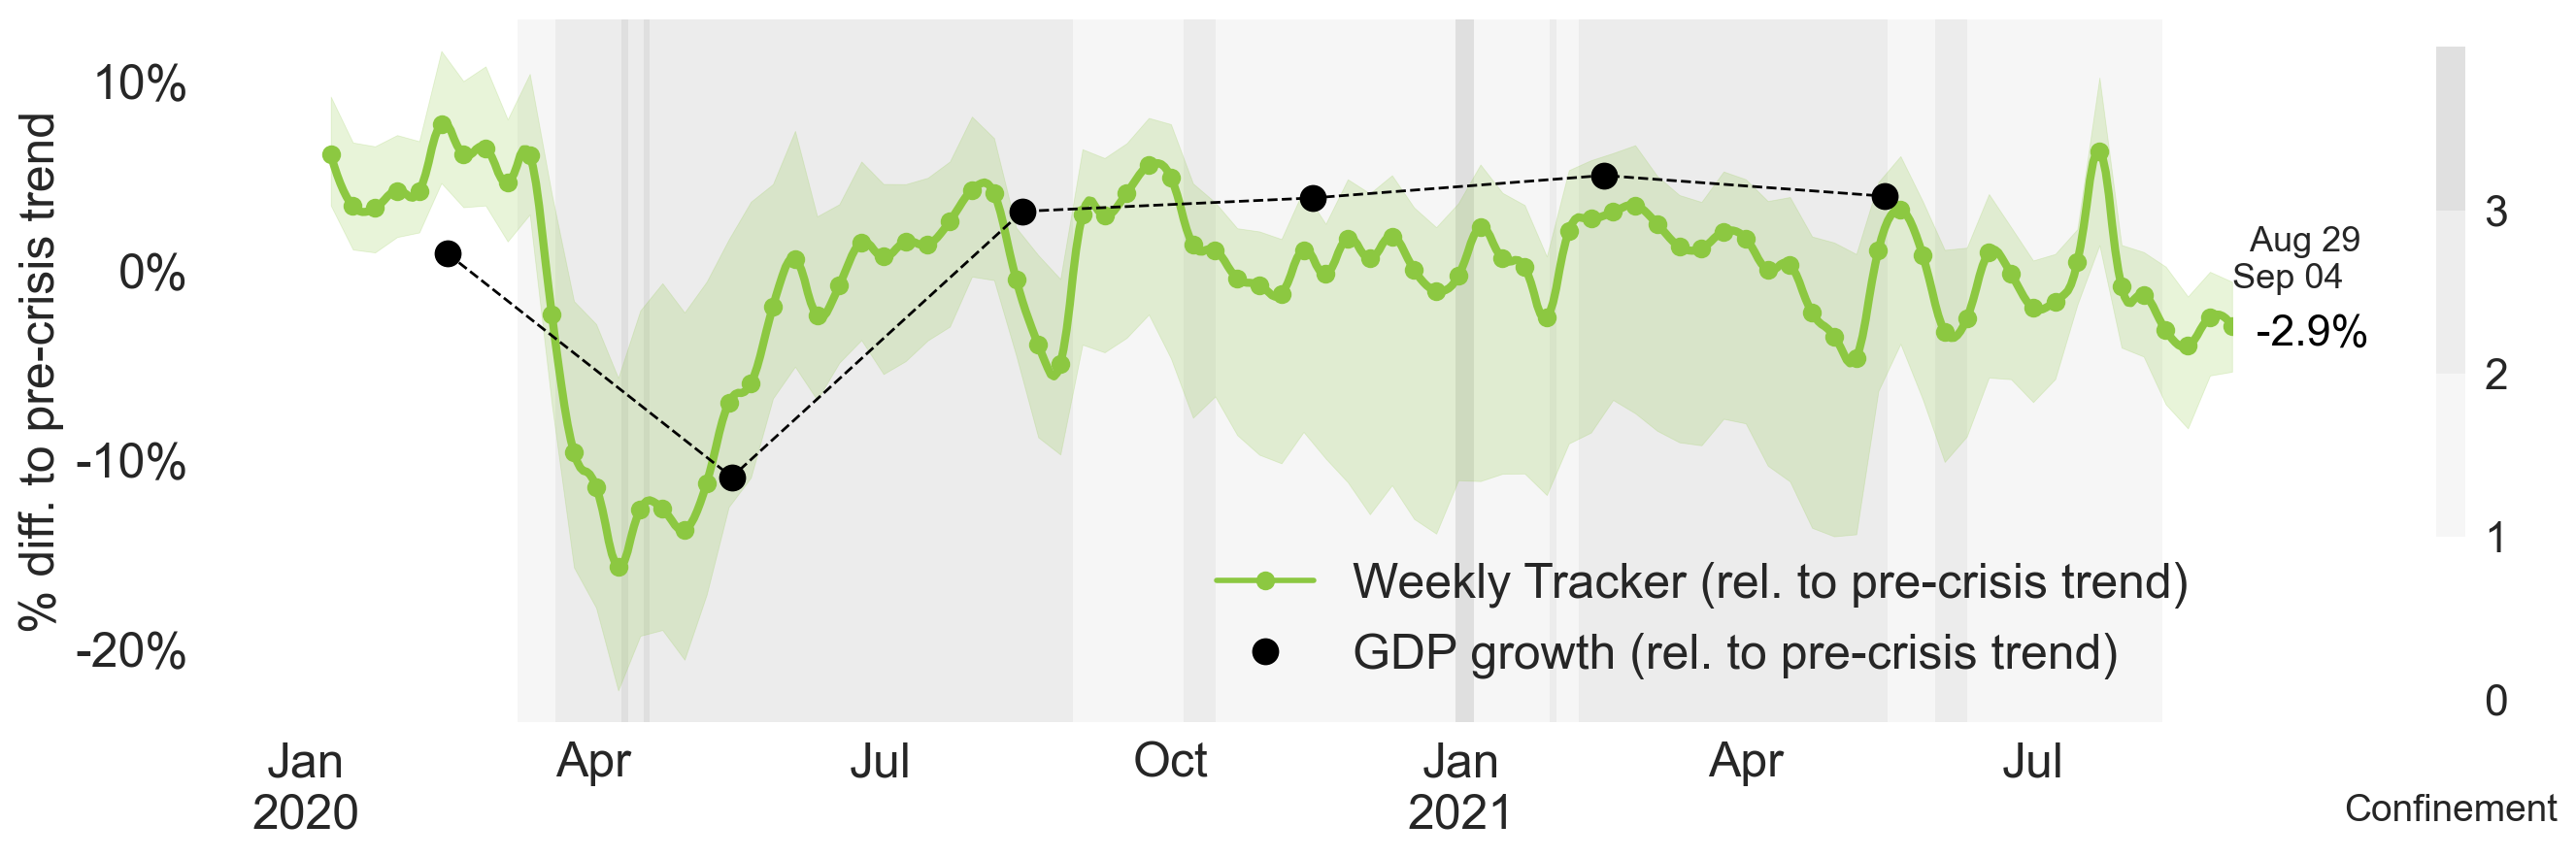 % diff. to pre-crisis trend
10%
0%
-10%
-20%
Aug 29
Sep 04
-2.9%
Weekly Tracker (rel. to pre-crisis trend)
GDP growth (rel. to pre-crisis trend)
Jan
2020
Apr
Jul
Oct
Jan
2021
Apr
Jul
3
2
1
0
Confinement